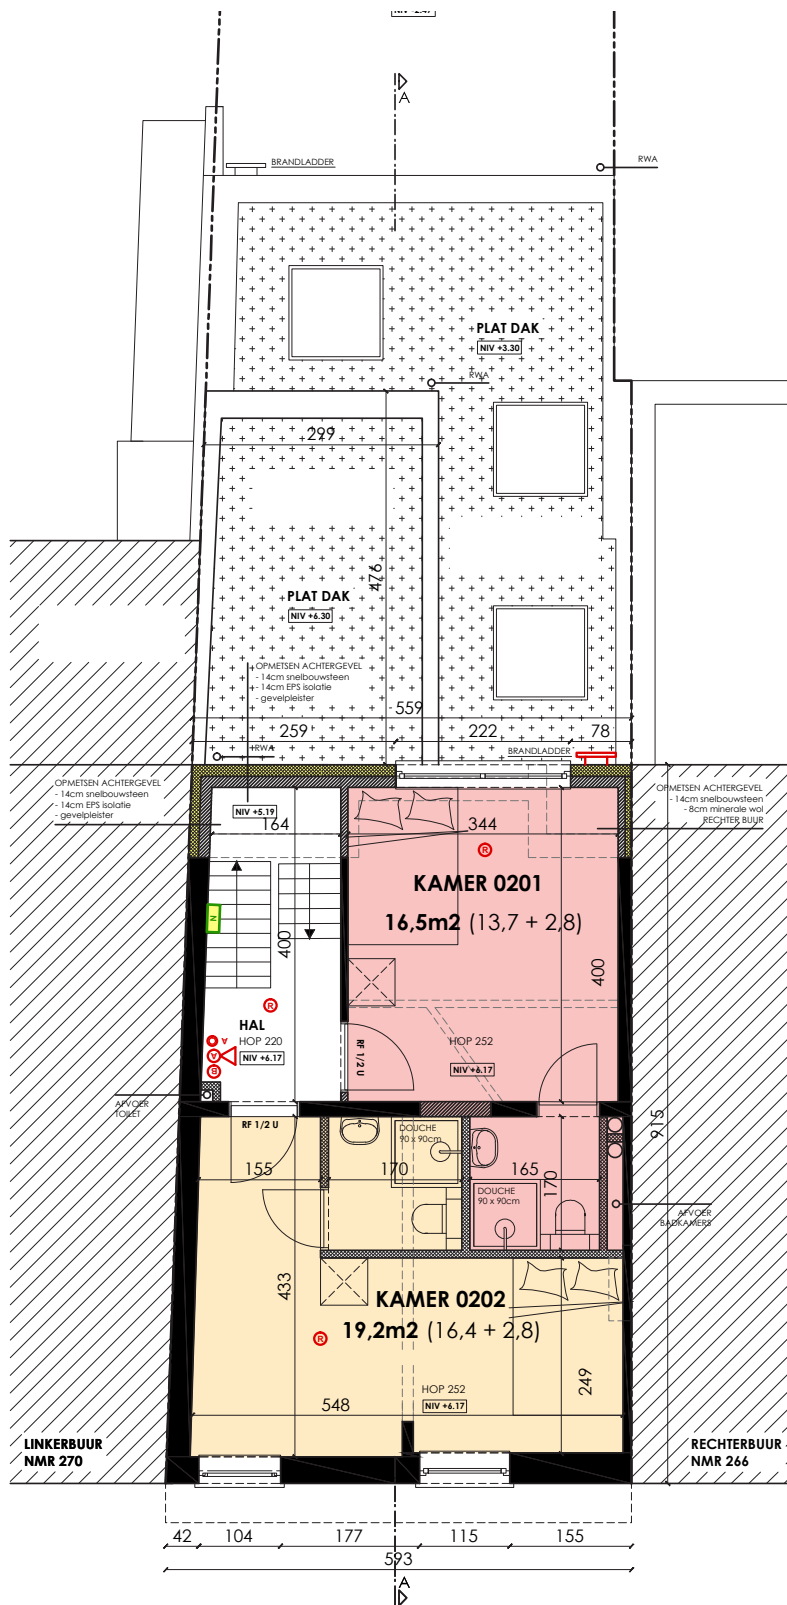 A
BRANDLADDER
RWA
PLAT DAK
NIV +3.30
RWA
299
476
PLAT DAK
NIV +6.30
OPMETSEN ACHTERGEVEL
- 14cm snelbouwsteen
- 14cm EPS isolatie
- gevelpleister
559
259
222
78
RWA
BRANDLADDER
OPMETSEN ACHTERGEVEL
- 14cm snelbouwsteen
- 14cm EPS isolatie
- gevelpleister
OPMETSEN ACHTERGEVEL
- 14cm snelbouwsteen
- 8cm minerale wol
RECHTER BUUR
NIV +5.19
164
344
R
KAMER 0201
16,5m2 (13,7 + 2,8)
N
400
400
R
HAL
HOP 220
NIV +6.17
A
A
B
RF 1/2 U
HOP 252
NIV +6.17
AFVOER
TOILET
RF 1/2 U
DOUCHE
90 x 90cm
915
155
170
165
170
DOUCHE
90 x 90cm
AFVOER
BADKAMERS
433
KAMER 0202
19,2m2 (16,4 + 2,8)
R
249
HOP 252
NIV +6.17
548
LINKERBUUR
NMR 270
RECHTERBUUR
NMR 266
42
104
177
115
155
593
A